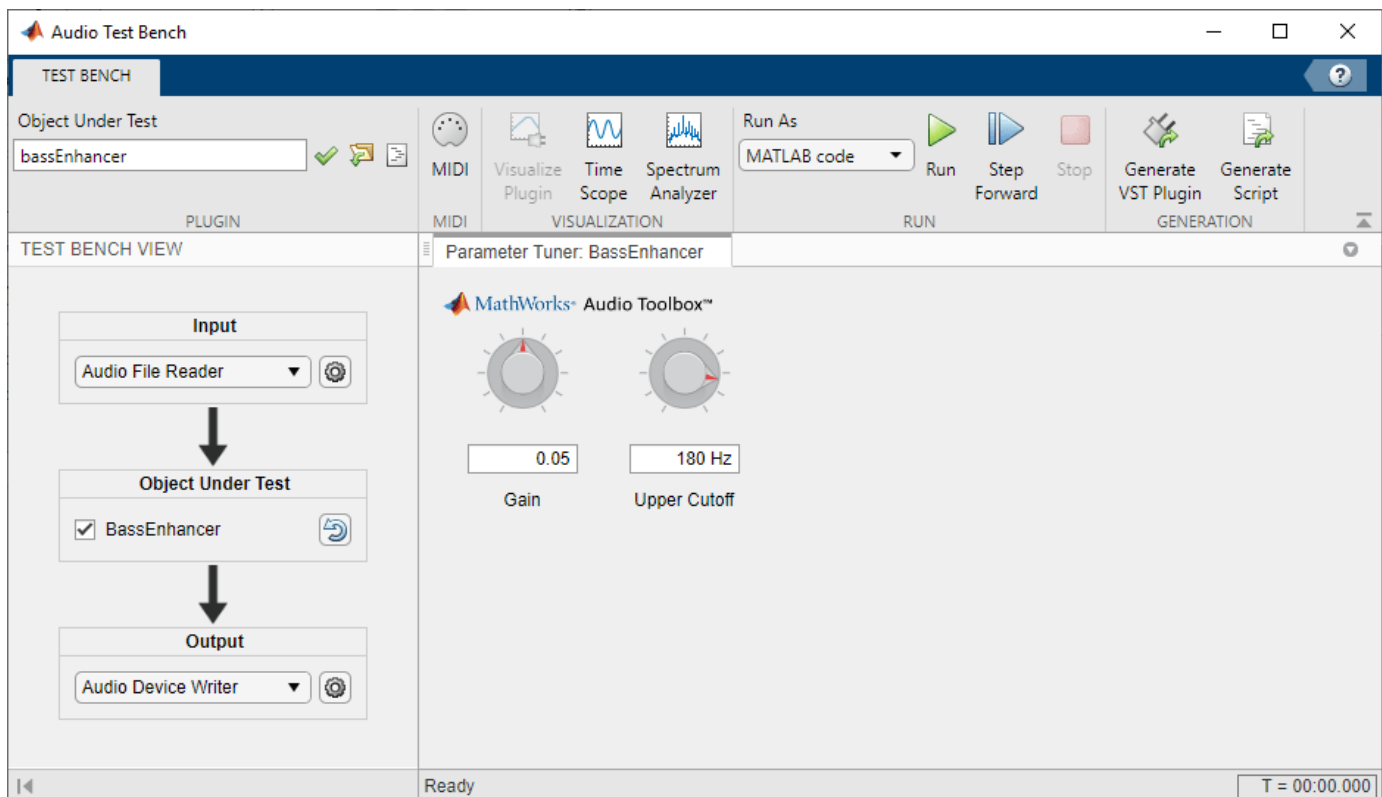 Audio Test Bench
TEST BENCH
?
Object Under Test
bassEnhancer
PLUGIN
MIDI
MIDI
Visualize
Plugin
Time
Scope
Spectrum
Analyzer
VISUALIZATION
Run As
MATLAB code
Run
Step
Forward
Stop
RUN
Generate
VST Plugin
Generate
Script
GENERATION
TEST BENCH VIEW
Input
Audio File Reader
Object Under Test
BassEnhancer
Output
Audio Device Writer
Parameter Tuner: BassEnhancer
MathWorks® Audio Toolbox™
0.05
180 Hz
Gain
Upper Cutoff
Ready
T = 00:00.000